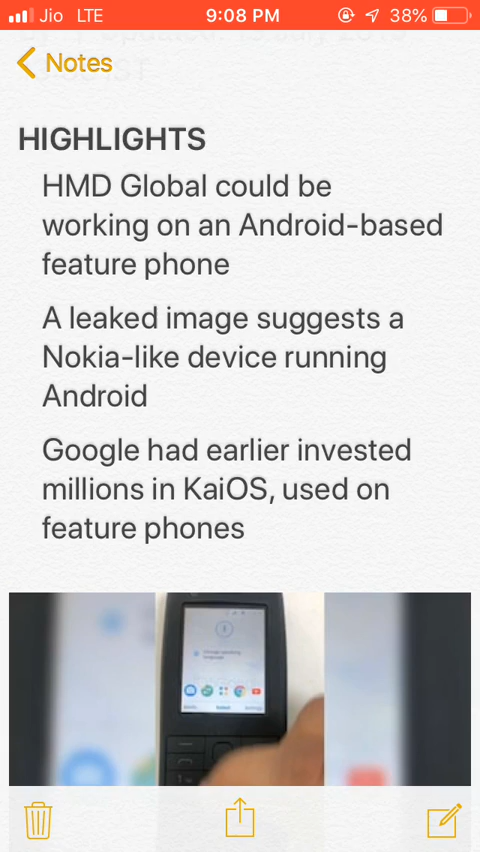 Jio LTE 9:08 PM 38%
Notes
HIGHLIGHTS
HMD Global could be
working on an Android-based
feature phone
A leaked image suggests a
Nokia-like device running
Android
Google had earlier invested
millions in KaiOS, used on
feature phones